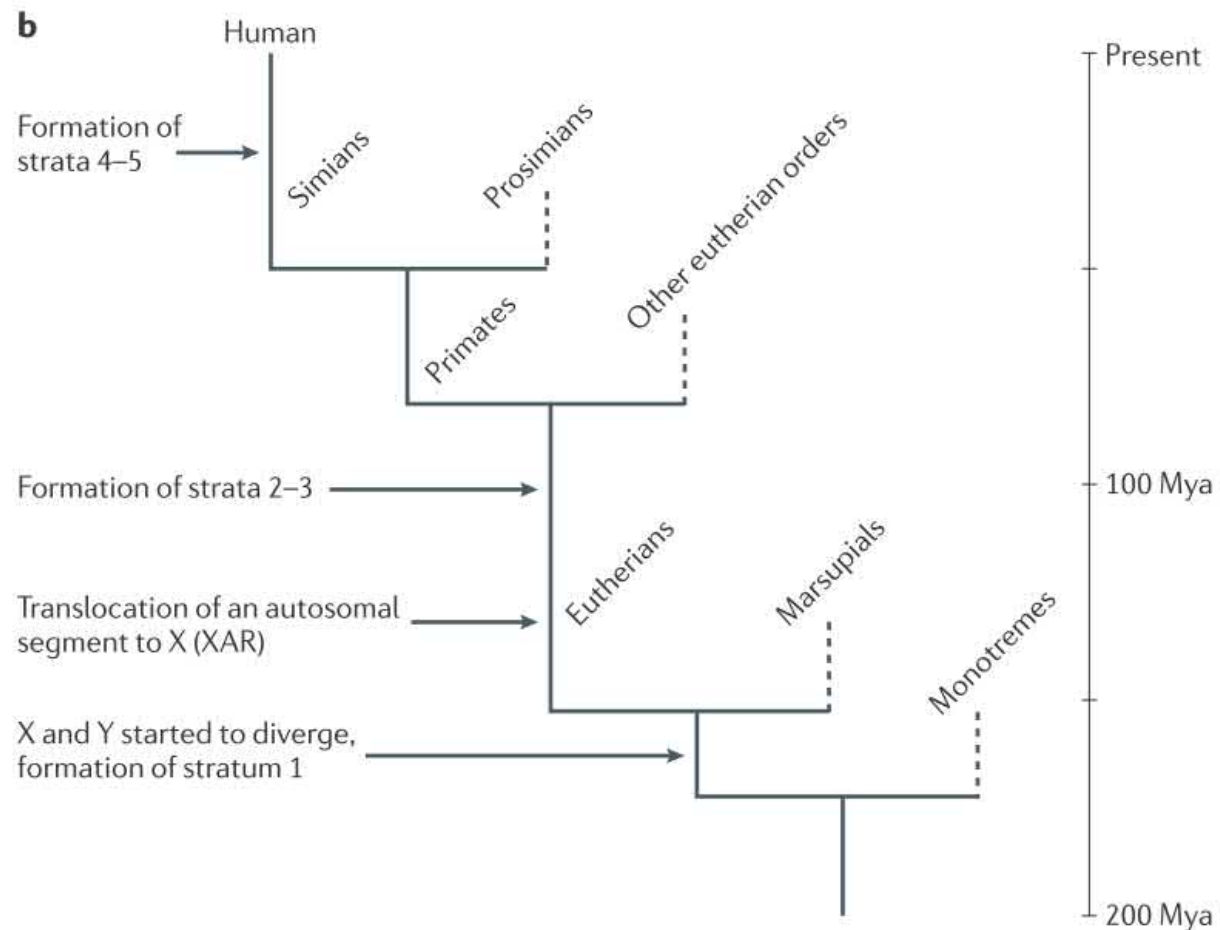 b
Human
Present
Formation of
strata 4–5
Simians
Prosimians
Other eutherian orders
Primates
Formation of strata 2–3
100 Mya
Eutherians
Marsupials
Translocation of an autosomal
segment to X (XAR)
Monotremes
X and Y started to diverge,
formation of stratum 1
200 Mya